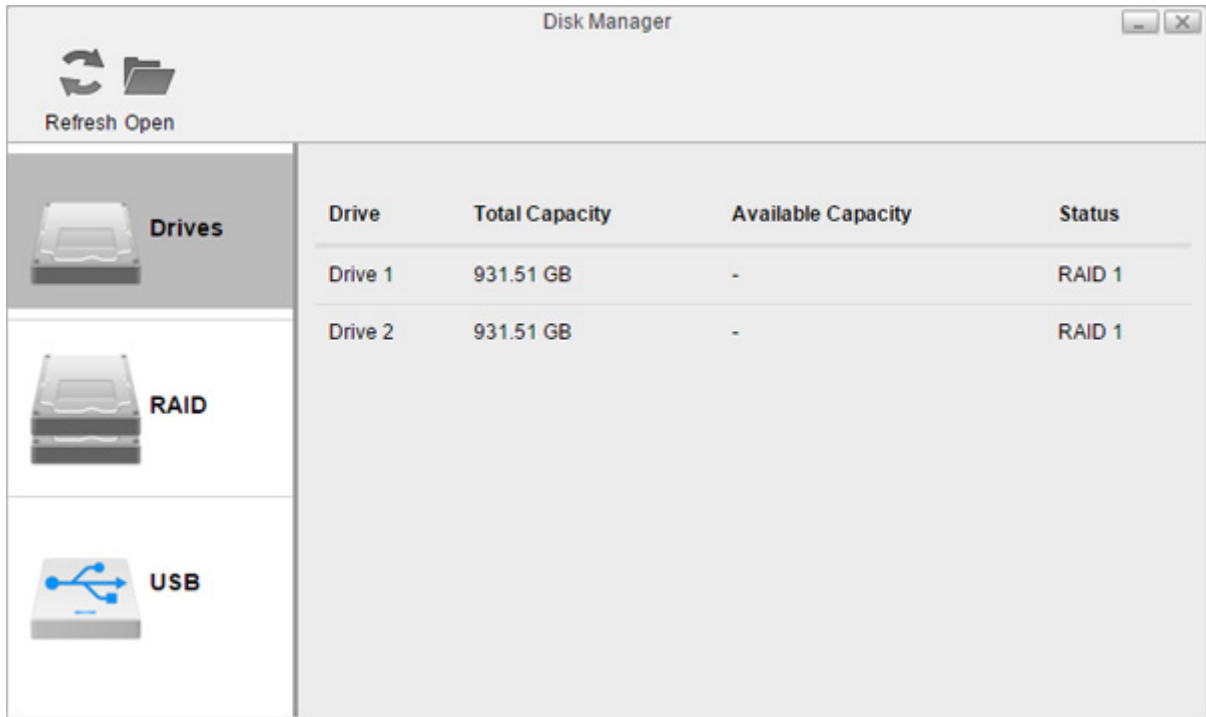 Disk Manager
Refresh Open
Drives
RAID
USB
Drive Total Capacity Available Capacity Status
Drive 1 931.51 GB - RAID 1
Drive 2 931.51 GB - RAID 1